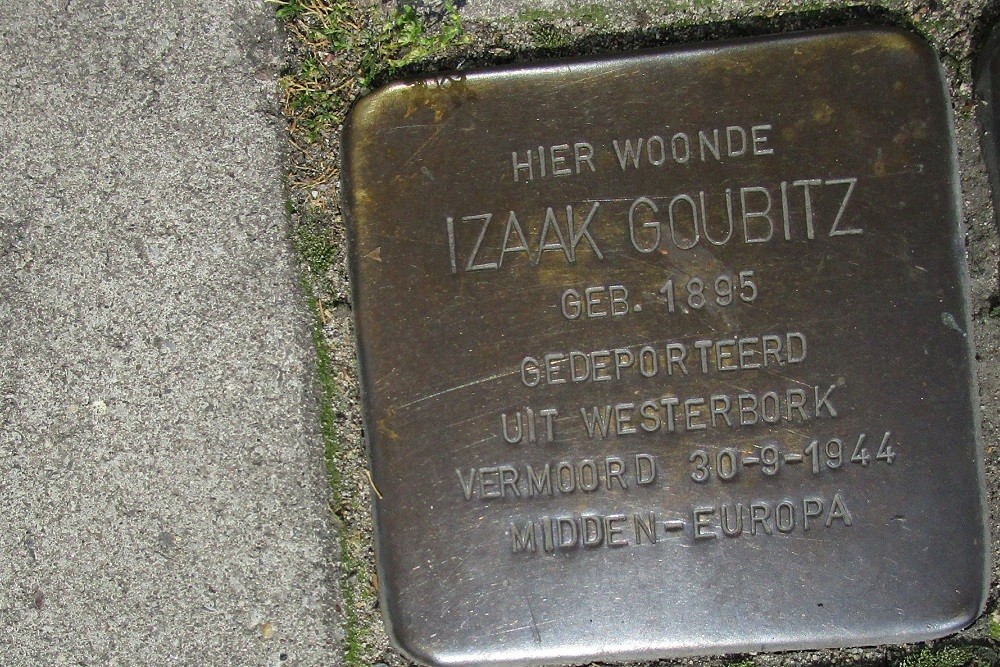 HIER WOONDE
IZAAK GOUBITZ
GEB. 1895
GEDEPORTEERD
UIT WESTERBORK
VERMOORD 30-9-1944
MIDDEN-EUROPA